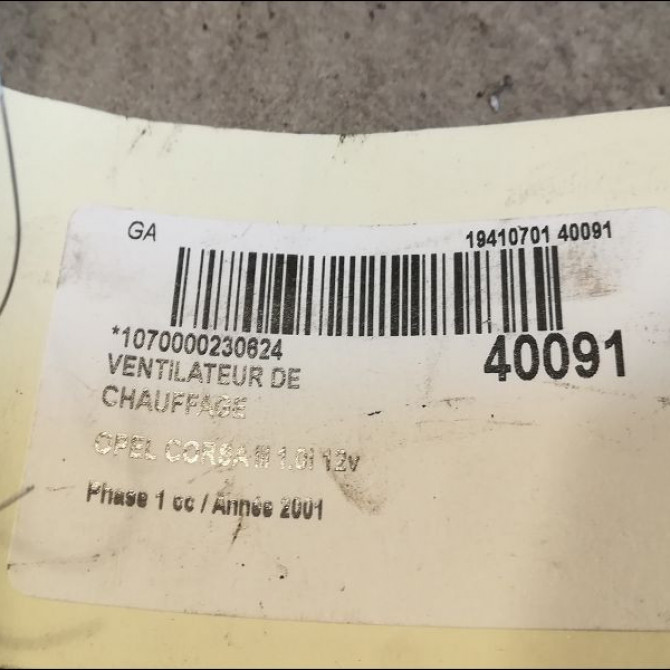 GA
19410701 40091
*1070000230624
40091
VENTILATEUR DE
CHAUFFAGE
OPEL CORSA III 1.0i 12v
Phase 1 cc / Année 2001